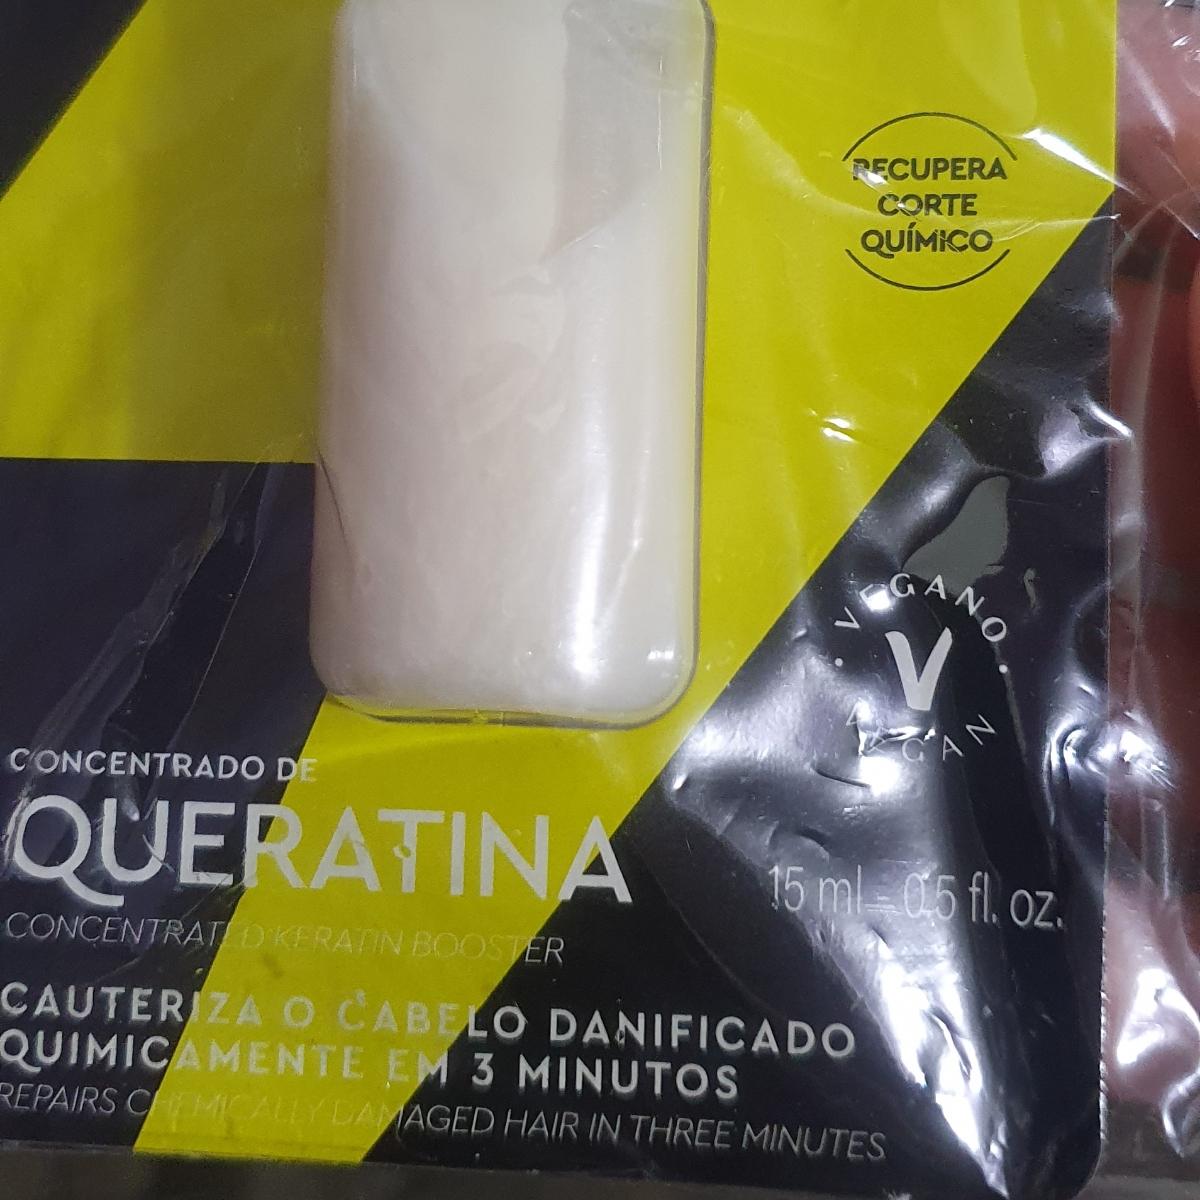 RECUPERA
CORTE
QUÍMICO
VEGANO
V
VEGAN
CONCENTRADO DE
QUERATINA
15 ml = 0.5 fl. oz.
CONCENTRATED KERATIN BOOSTER
CAUTERIZA O CABELO DANIFICADO
QUIMICAMENTE EM 3 MINUTOS
REPAIRS CHEMICALLY DAMAGED HAIR IN THREE MINUTES